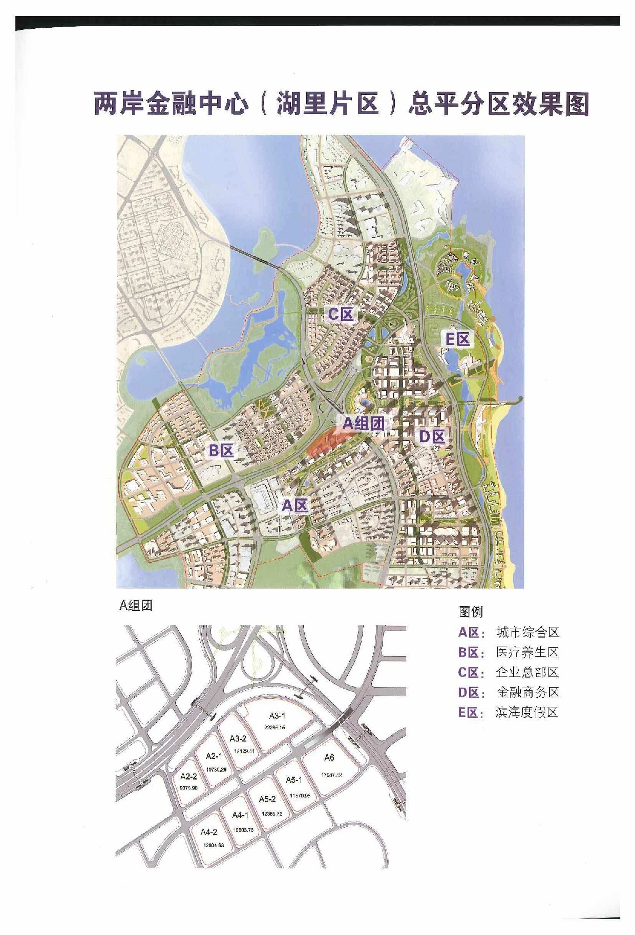 两岸金融中心（湖里片区）总平分区效果图
C区
E区
A组团
B区
D区
A区
A组团
图例
A区：城市综合区
B区：医疗养生区
C区：企业总部区
D区：金融商务区
E区：滨海度假区
A3-1
A3-2
A2-1
A6
A2-2
A5-1
A5-2
A4-1
A4-2